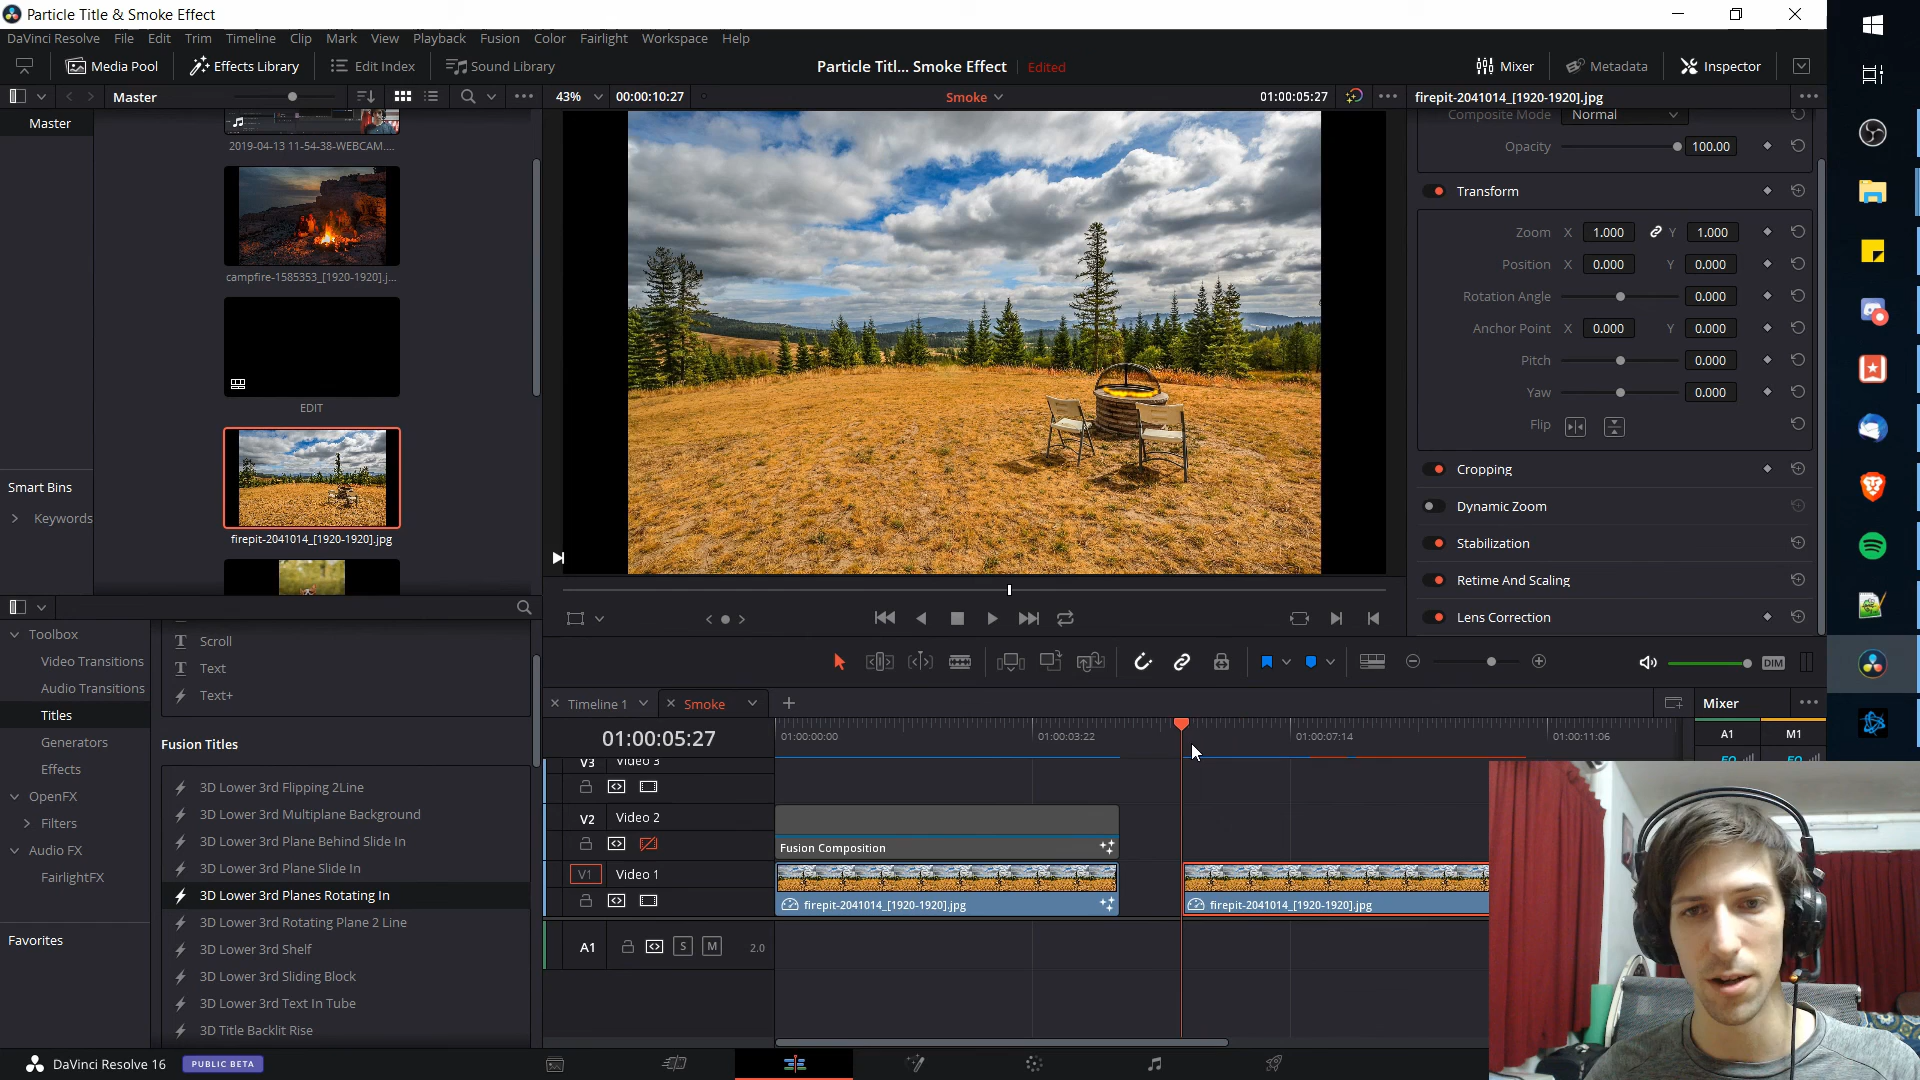 Particle Title & Smoke Effect
DaVinci Resolve File Edit Trim Timeline Clip Mark View Playback Fusion Color Fairlight Workspace Help
Media Pool Effects Library Edit Index Sound Library Particle Titl... Smoke Effect Edited Mixer Metadata Inspector
Master 43% 00:00:10:27 Smoke 01:00:05:27 firepit-2041014_[1920-1920].jpg
Master
2019-04-13 11-54-38-WEBCAM....
campfire-1585353_[1920-1920].j...
EDIT
firepit-2041014_[1920-1920].jpg
Smart Bins
Keywords
Composite Mode Normal
Opacity 100.00
Transform
Zoom X 1.000 Y 1.000
Position X 0.000 Y 0.000
Rotation Angle 0.000
Anchor Point X 0.000 Y 0.000
Pitch 0.000
Yaw 0.000
Flip
Cropping
Dynamic Zoom
Stabilization
Retime And Scaling
Lens Correction
Toolbox
Video Transitions
Audio Transitions
Titles
Generators
Effects
OpenFX
Filters
Audio FX
FairlightFX
Favorites
Scroll
Text
Text+
Fusion Titles
3D Lower 3rd Flipping 2Line
3D Lower 3rd Multiplane Background
3D Lower 3rd Plane Behind Slide In
3D Lower 3rd Plane Slide In
3D Lower 3rd Planes Rotating In
3D Lower 3rd Rotating Plane 2 Line
3D Lower 3rd Shelf
3D Lower 3rd Sliding Block
3D Lower 3rd Text In Tube
3D Title Backlit Rise
DIM
Timeline 1 Smoke Mixer
01:00:05:27 01:00:00:00 01:00:03:22 01:00:07:14 01:00:11:06 A1 M1
V3 Video 3 EQ EQ
V2 Video 2
Fusion Composition
V1 Video 1
firepit-2041014_[1920-1920].jpg firepit-2041014_[1920-1920].jpg
A1 S M 2.0
DaVinci Resolve 16 PUBLIC BETA